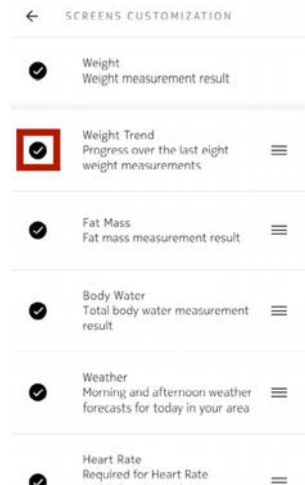 SCREENS CUSTOMIZATION
Weight
Weight measurement result
Weight Trend
Progress over the last eight
weight measurements
Fat Mass
Fat mass measurement result
Body Water
Total body water measurement
result
Weather
Morning and afternoon weather
forecasts for today in your area
Heart Rate
Required for Heart Rate